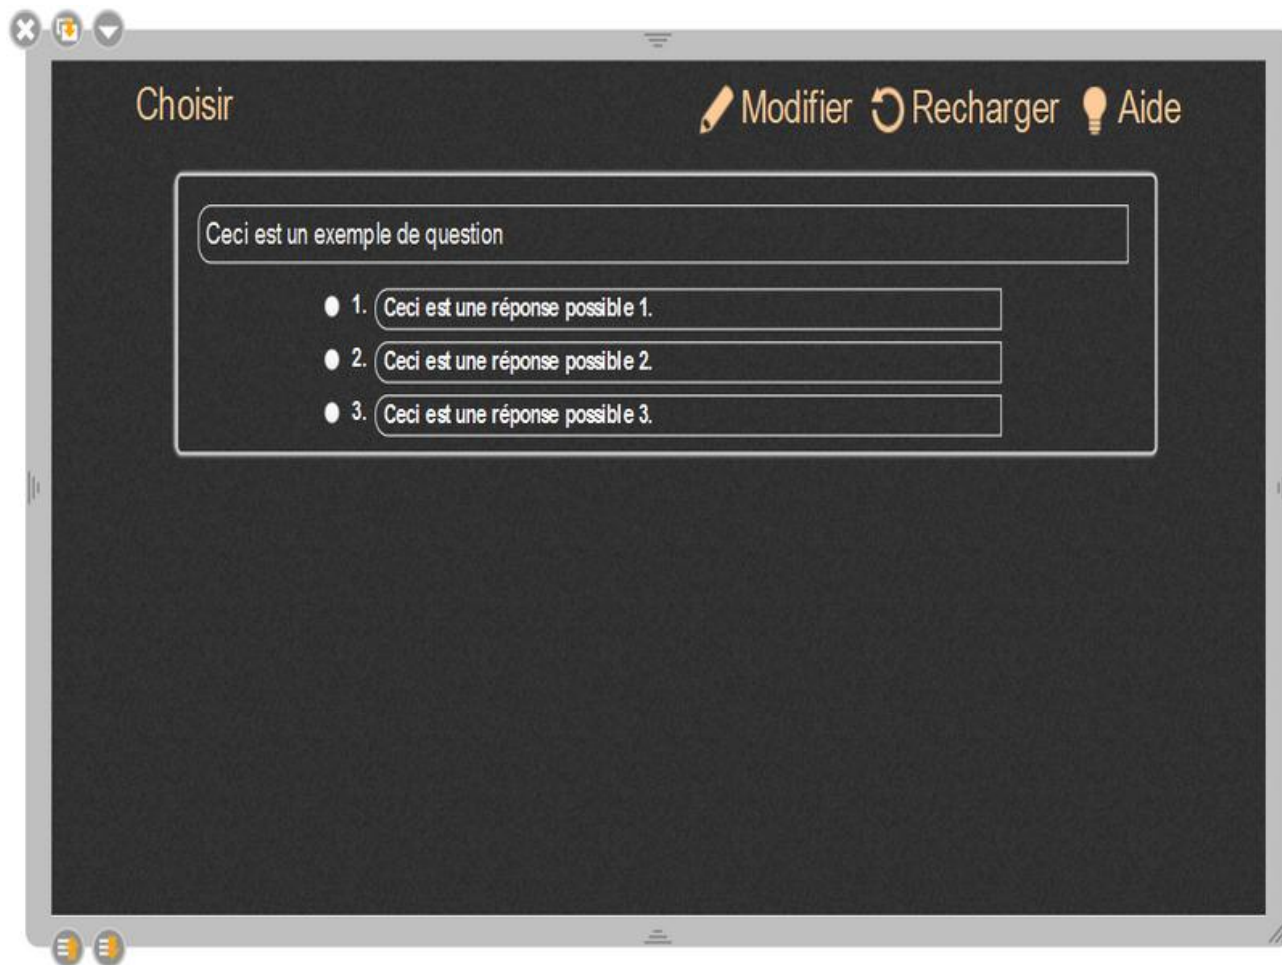 Choisir
Modifier Recharger Aide
Ceci est un exemple de question
1. Ceci est une réponse possible 1.
2. Ceci est une réponse possible 2.
3. Ceci est une réponse possible 3.